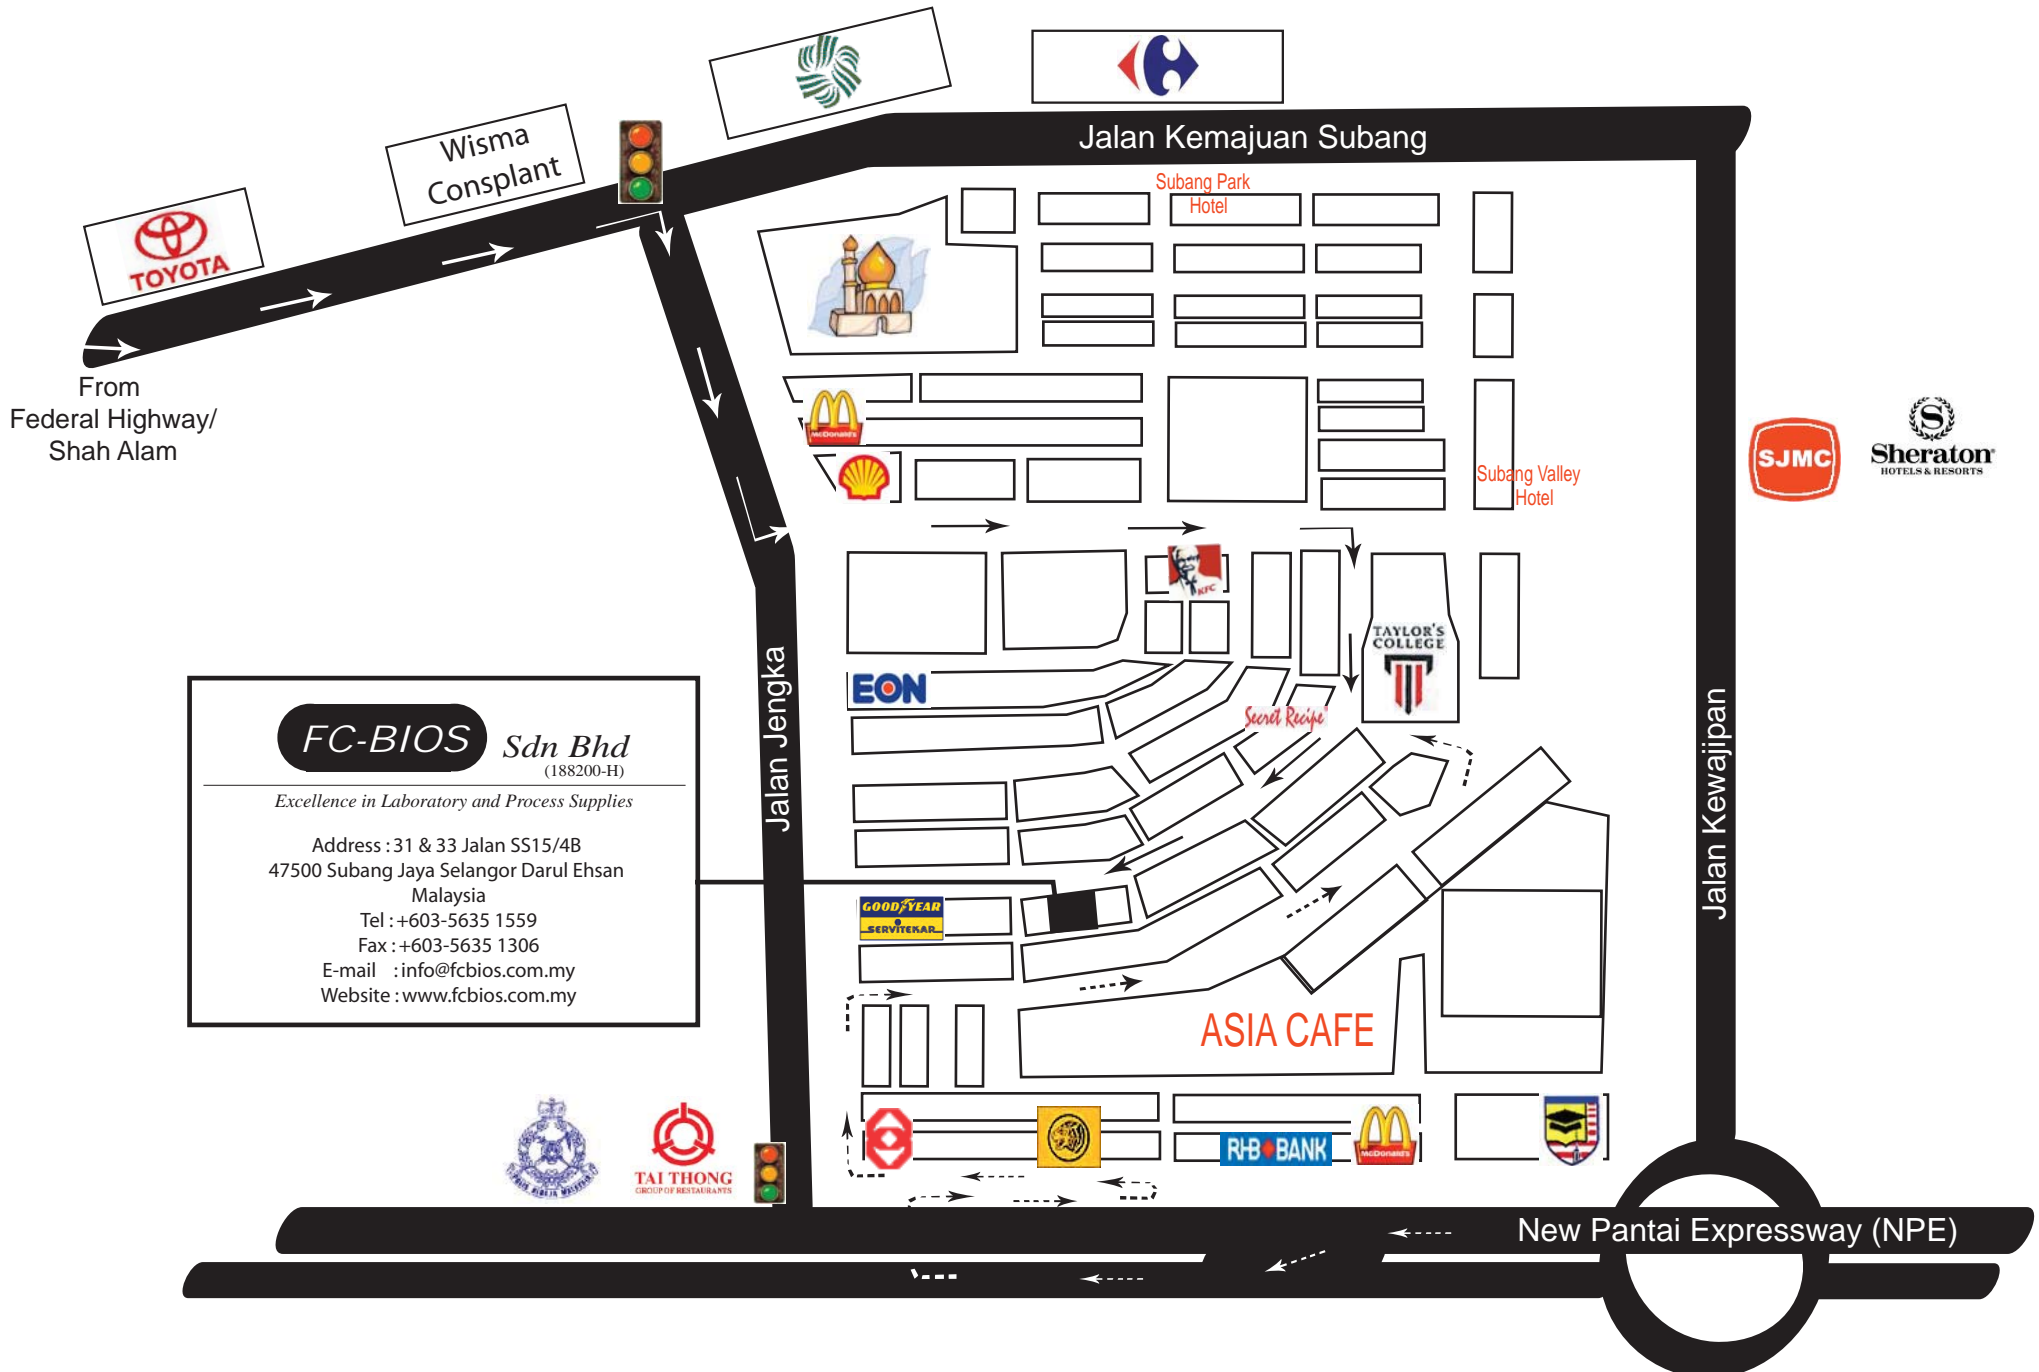 Jalan Kemajuan Subang
Wisma
Consplant
TOYOTA
Subang Park
Hotel
From
Federal Highway/
Shah Alam
McDonald's
SJMC
Sheraton
HOTELS & RESORTS
Subang Valley
Hotel
KFC
TAYLOR'S
COLLEGE
EON
Secret Recipe
Jalan Jengka
Jalan Kewajipan
FC-BIOS Sdn Bhd
(188200-H)
Excellence in Laboratory and Process Supplies
Address : 31 & 33 Jalan SS15/4B
47500 Subang Jaya Selangor Darul Ehsan
Malaysia
Tel : +603-5635 1559
Fax : +603-5635 1306
E-mail : info@fcbios.com.my
Website : www.fcbios.com.my
GOODYEAR
SERVITEKAR
ASIA CAFE
TAI THONG
GROUP OF RESTAURANTS
RHB BANK
McDonald's
New Pantai Expressway (NPE)